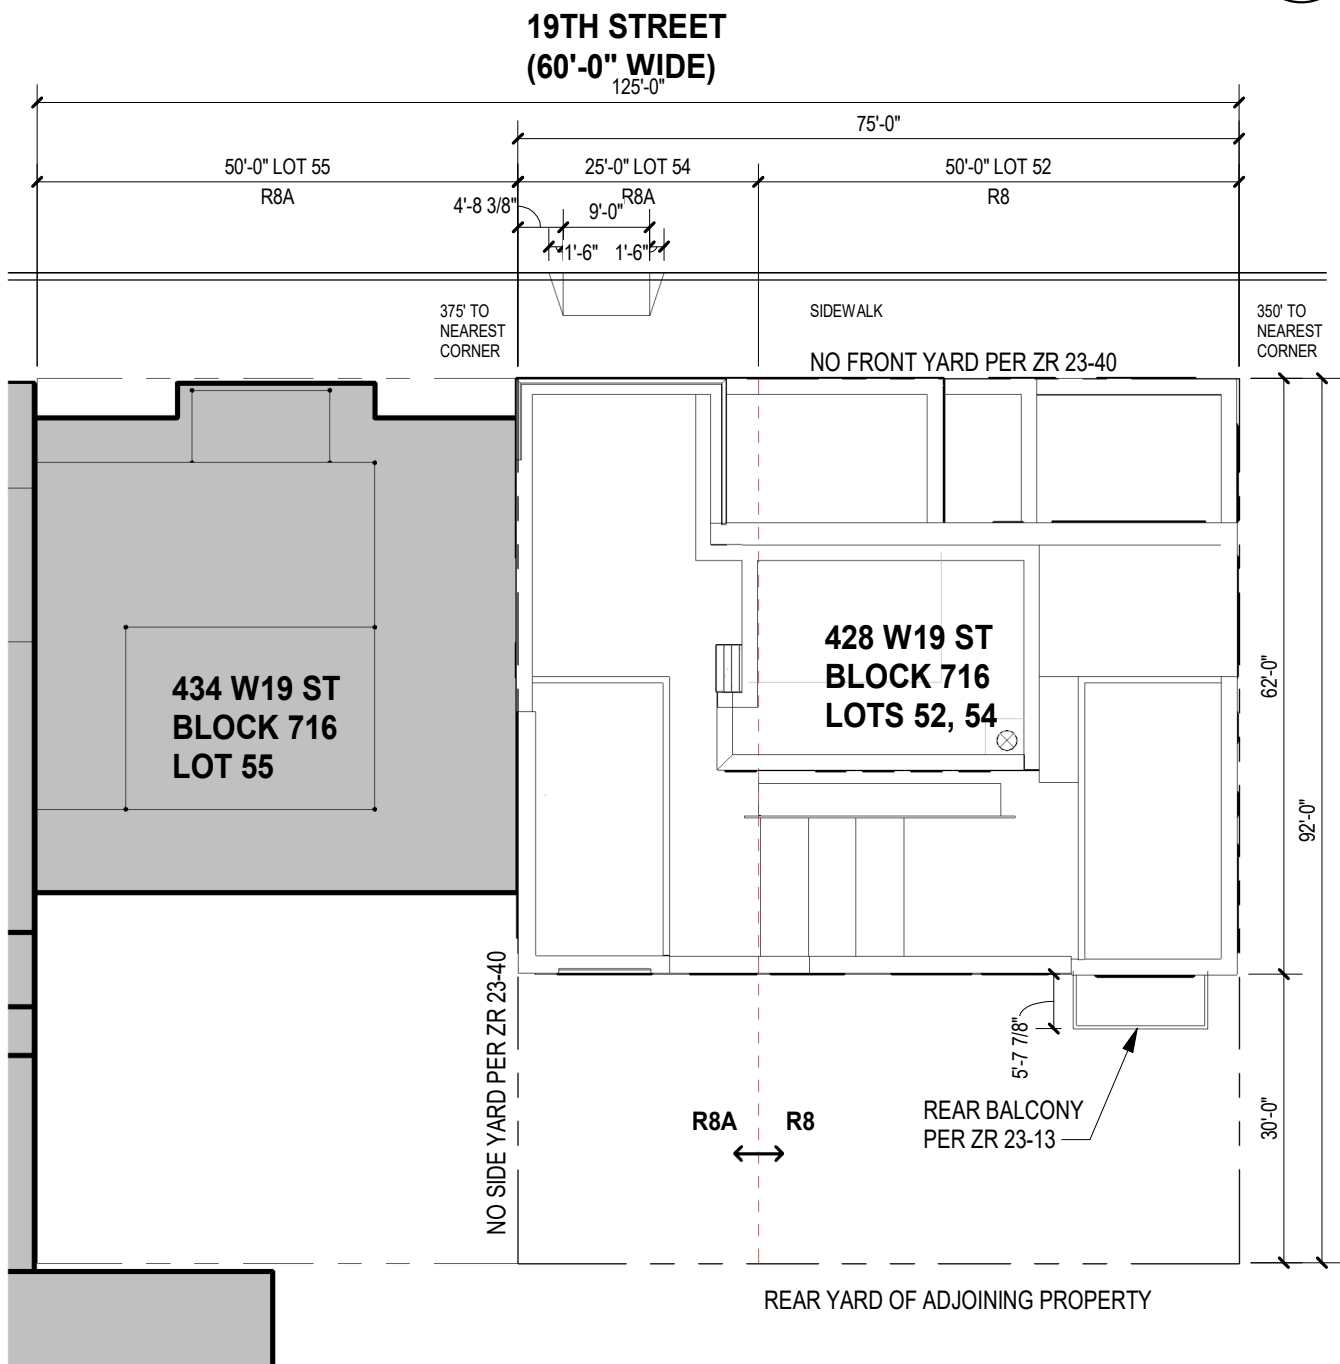 19TH STREET
(60'-0" WIDE)
125'-0"
75'-0"
50'-0" LOT 55
25'-0" LOT 54
50'-0" LOT 52
R8A
R8A
R8
4'-8 3/8"
9'-0"
1'-6"
1'-6"
375' TO
NEAREST
CORNER
SIDEWALK
350' TO
NEAREST
CORNER
NO FRONT YARD PER ZR 23-40
434 W19 ST
BLOCK 716
LOT 55
428 W19 ST
BLOCK 716
LOTS 52, 54
62'-0"
92'-0"
NO SIDE YARD PER ZR 23-40
5'-7 7/8"
REAR BALCONY
PER ZR 23-13
30'-0"
R8A
R8
REAR YARD OF ADJOINING PROPERTY